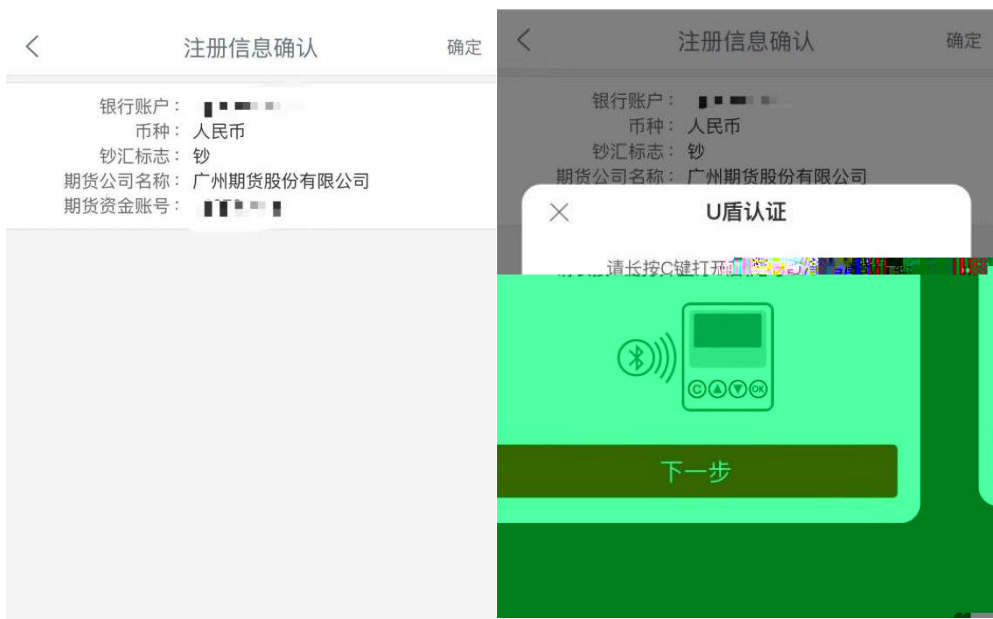 注册信息确认
确定
银行账户：
币种：人民币
钞汇标志：钞
期货公司名称：广州期货股份有限公司
期货资金账号：
注册信息确认
确定
银行账户：
币种：人民币
钞汇标志：钞
期货公司名称：广州期货股份有限公司
U盾认证
请长按C键打开
C
OK
下一步